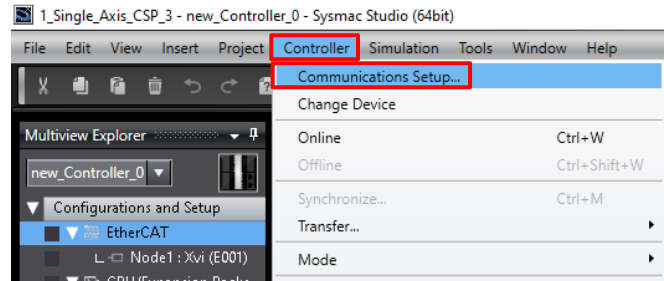 1_Single_Axis_CSP_3 - new_Controller_0 - Sysmac Studio (64bit)
File Edit View Insert Project Controller Simulation Tools Window Help
Communications Setup...
Change Device
Multiview Explorer
Online Ctrl+W
new_Controller_0
Offline Ctrl+Shift+W
Configurations and Setup
Synchronize... Ctrl+M
EtherCAT
Transfer...
Node1 : Xvi (E001)
Mode